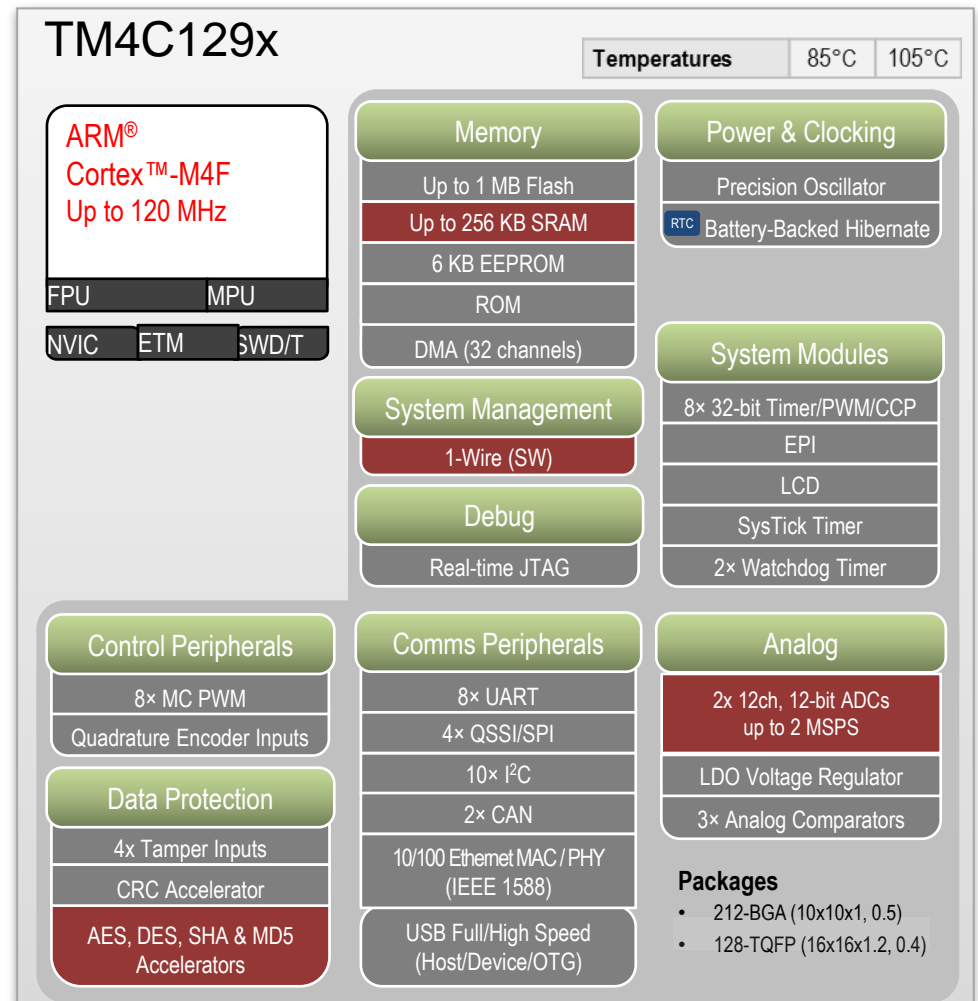 TM4C129x
Temperatures 85°C 105°C
ARM®
Cortex™-M4F
Up to 120 MHz
FPU MPU
NVIC ETM SWD/T
Memory
Up to 1 MB Flash
Up to 256 KB SRAM
6 KB EEPROM
ROM
DMA (32 channels)
Power & Clocking
Precision Oscillator
RTC Battery-Backed Hibernate
System Management
1-Wire (SW)
Debug
Real-time JTAG
System Modules
8× 32-bit Timer/PWM/CCP
EPI
LCD
SysTick Timer
2× Watchdog Timer
Control Peripherals
8× MC PWM
Quadrature Encoder Inputs
Data Protection
4x Tamper Inputs
CRC Accelerator
AES, DES, SHA & MD5
Accelerators
Comms Peripherals
8× UART
4× QSSI/SPI
10× I²C
2× CAN
10/100 Ethernet MAC / PHY
(IEEE 1588)
USB Full/High Speed
(Host/Device/OTG)
Analog
2x 12ch, 12-bit ADCs
up to 2 MSPS
LDO Voltage Regulator
3× Analog Comparators
Packages
• 212-BGA (10x10x1, 0.5)
• 128-TQFP (16x16x1.2, 0.4)